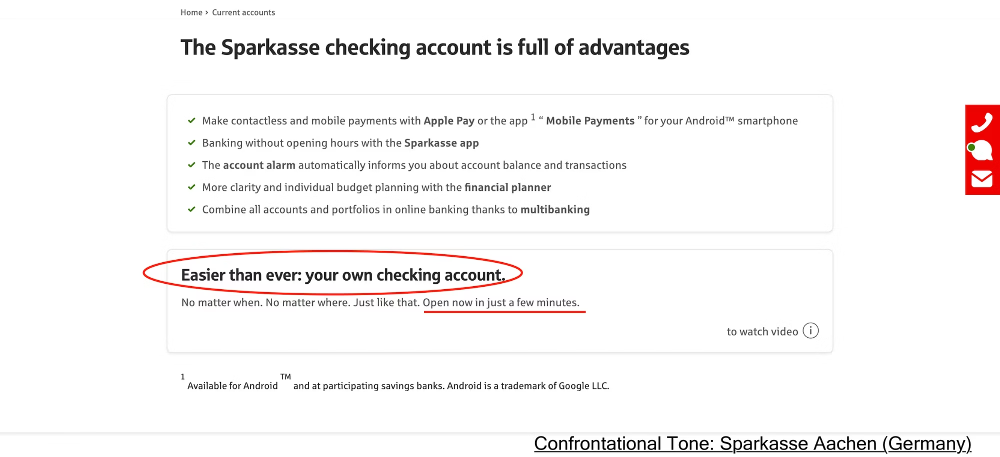 Home › Current accounts
The Sparkasse checking account is full of advantages
Make contactless and mobile payments with Apple Pay or the app 1 “ Mobile Payments ” for your Android™ smartphone
Banking without opening hours with the Sparkasse app
The account alarm automatically informs you about account balance and transactions
More clarity and individual budget planning with the financial planner
Combine all accounts and portfolios in online banking thanks to multibanking
Easier than ever: your own checking account.
No matter when. No matter where. Just like that. Open now in just a few minutes.
to watch video i
1 Available for Android TM and at participating savings banks. Android is a trademark of Google LLC.
Confrontational Tone: Sparkasse Aachen (Germany)